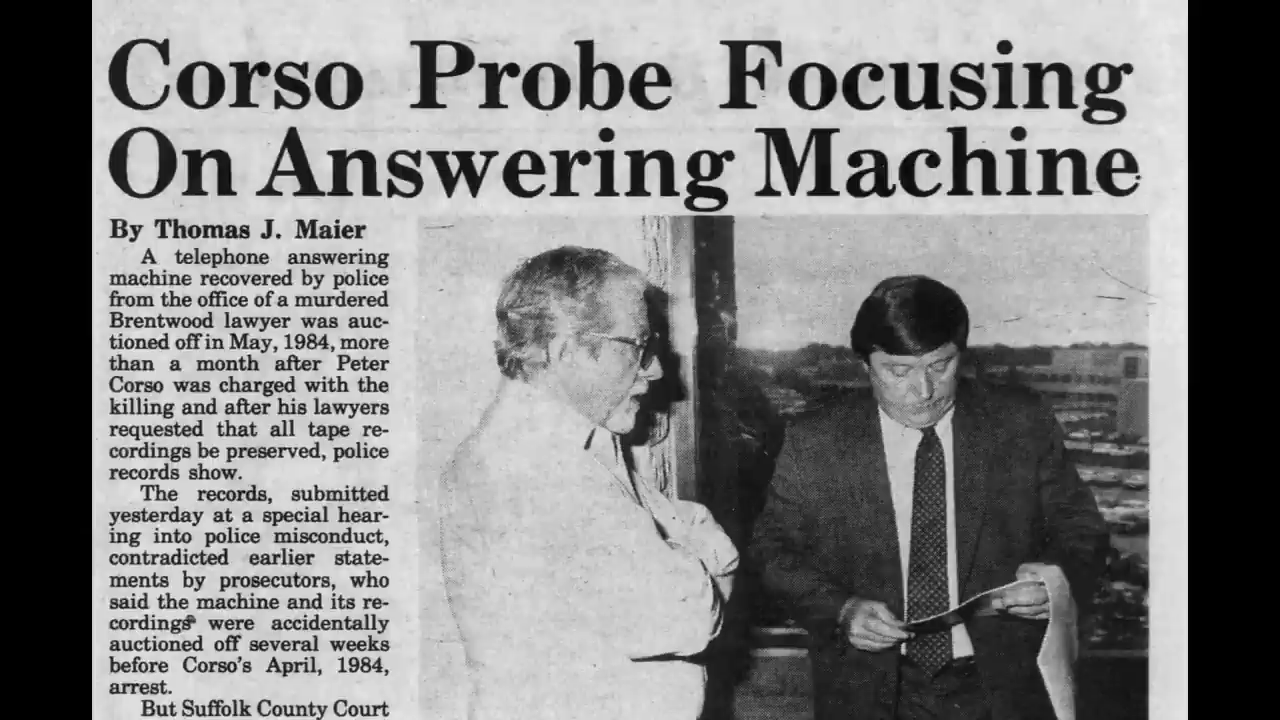 Corso Probe Focusing
On Answering Machine
By Thomas J. Maier
A telephone answering
machine recovered by police
from the office of a murdered
Brentwood lawyer was auc-
tioned off in May, 1984, more
than a month after Peter
Corso was charged with the
killing and after his lawyers
requested that all tape re-
cordings be preserved, police
records show.
The records, submitted
yesterday at a special hear-
ing into police misconduct,
contradicted earlier state-
ments by prosecutors, who
said the machine and its re-
cordings were accidentally
auctioned off several weeks
before Corso's April, 1984,
arrest.
But Suffolk County Court